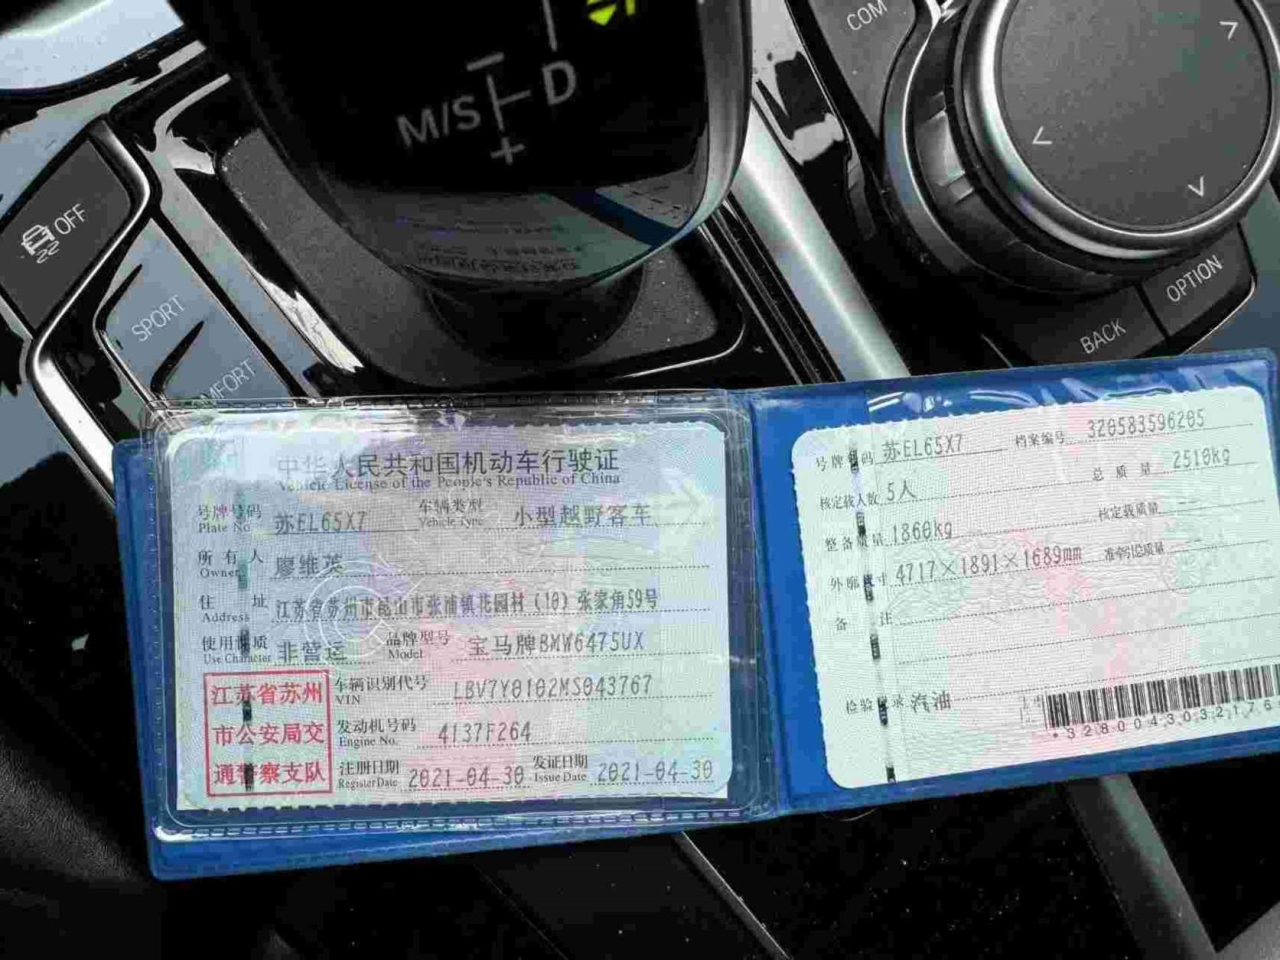 COM
M/S
D
OFF
SPORT
MFORT
OPTION
BACK
中华人民共和国机动车行驶证
Vehicle License of the People's Republic of China
号牌号码 苏EL65X7 车辆类型 小型越野客车
Plate No. Vehicle Type
所有人 廖维英
Owner
住址 江苏省苏州市昆山市张浦镇花园村(10)张家角59号
Address
使用性质 非营运 品牌型号 宝马牌BMW6475UX
Use Character Model
江苏省苏州
市公安局交
通警察支队
车辆识别代号 LBV7Y0102MS043767
VIN
发动机号码 4137F264
Engine No.
注册日期 2021-04-30 发证日期 2021-04-30
Register Date Issue Date
号牌号码 苏EL65X7 档案编号 320583596205
核定载人数 5人 总质量 2510kg
整备质量 1860kg 核定载质量
外廓尺寸 4717×1891×1689mm 准牵引总质量
备注
检验记录 汽油
*3280043032176